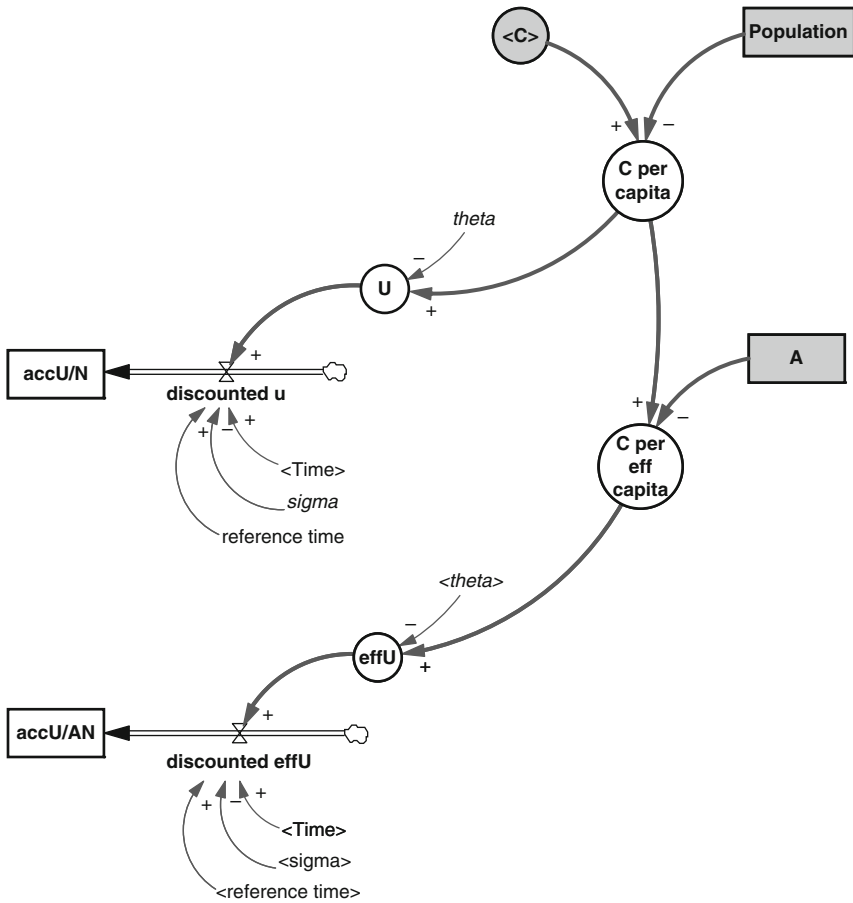 <C>
Population
+
–
C per
capita
theta
–
U
+
+
accU/N
discounted u
+
–
+
A
<Time>
sigma
reference time
+
–
C per
eff
capita
<theta>
–
effU
+
+
accU/AN
discounted effU
+
–
+
<Time>
<sigma>
<reference time>